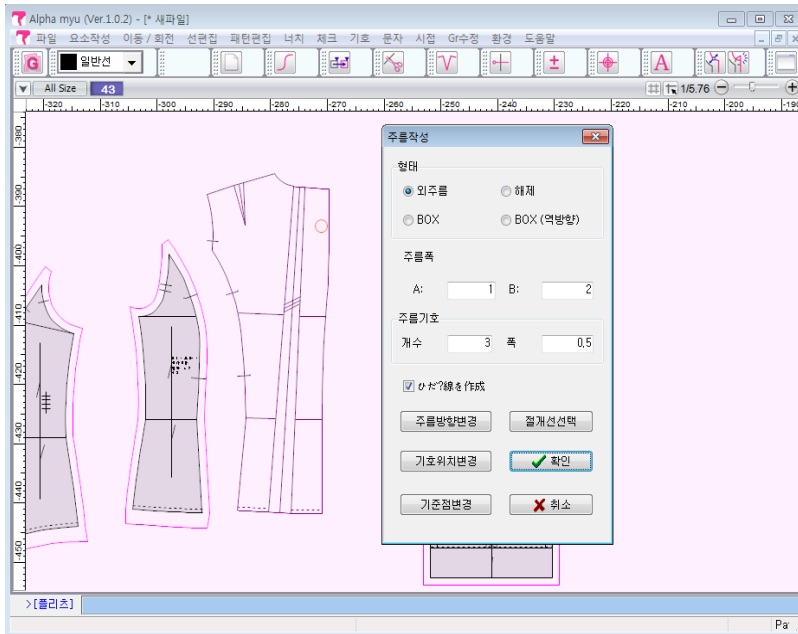 Alpha myu (Ver.1.0.2) - [* 새파일]
파일 요소작성 이동 / 회전 선편집 패턴편집 너치 체크 기호 문자 시접 Gr수정 환경 도움말
G 일반선 A
All Size 43 1/5.76
-320 -310 -300 -290 -280 -270 -260 -250 -240 -230 -220 -210 -200 -190
-380
-390
-400
-410
-420
-430
-440
-450
주름작성
형태
외주름 해제
BOX BOX (역방향)
주름폭
A: 1 B: 2
주름기호
개수 3 폭 0,5
ひだ?線を作成
주름방향변경 절개선선택
기호위치변경 확인
기준점변경 취소
>[플리츠]
Pa